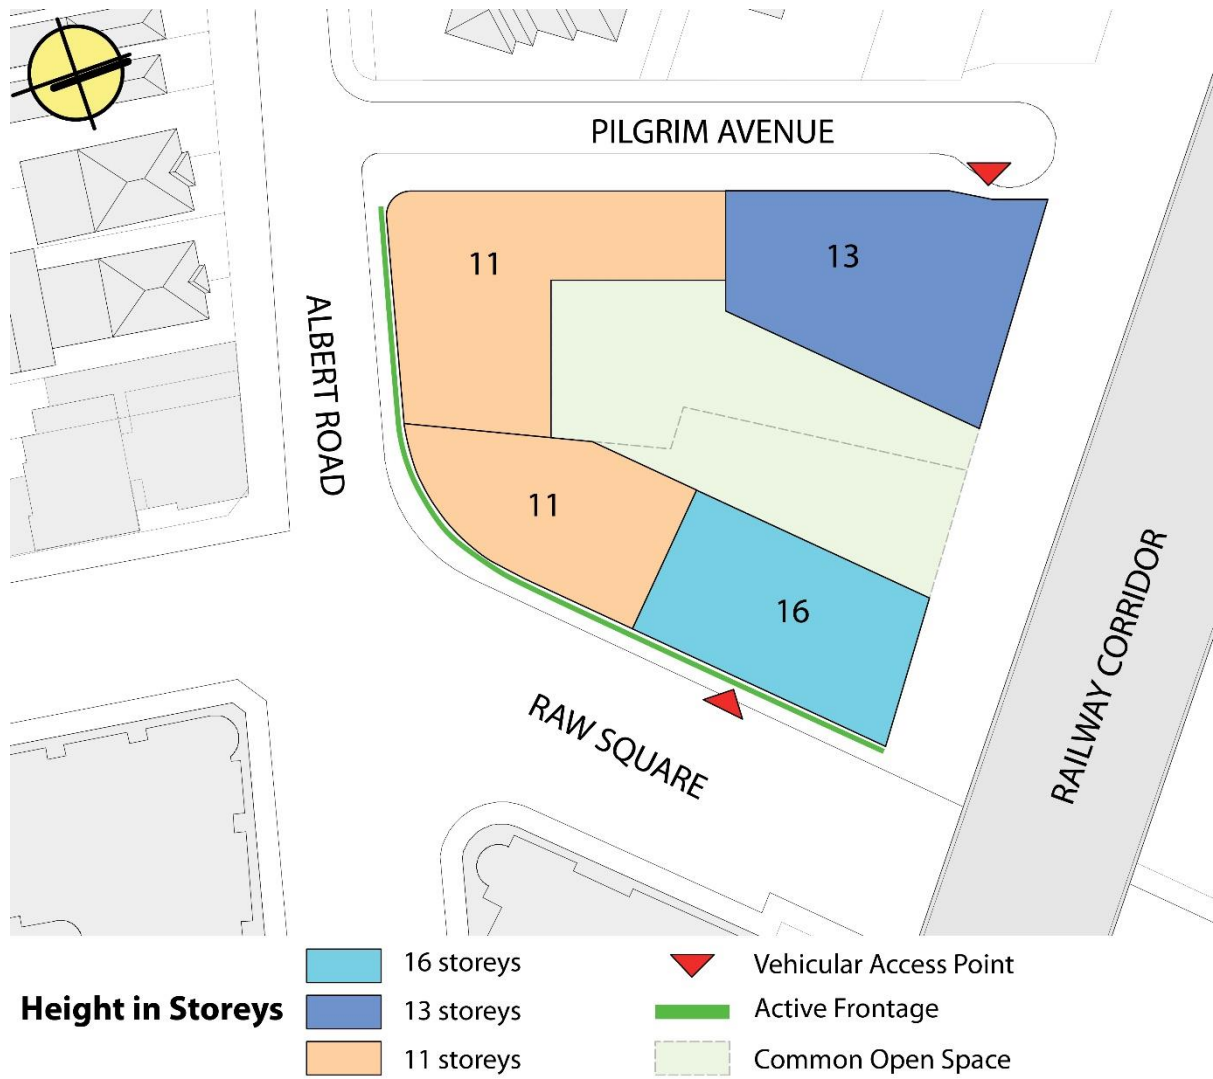 PILGRIM AVENUE
11
13
ALBERT ROAD
11
16
RAW SQUARE
RAILWAY CORRIDOR
Height in Storeys
16 storeys
13 storeys
11 storeys
Vehicular Access Point
Active Frontage
Common Open Space